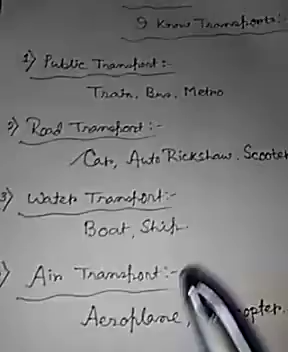 I Know Transports:-
1) Public Transport:-
Train, Bus, Metro
2) Road Transport:-
Car, Auto Rickshaw, Scooter
3) Water Transport:-
Boat, Ship.
) Air Transport:-
Aeroplane, opter.